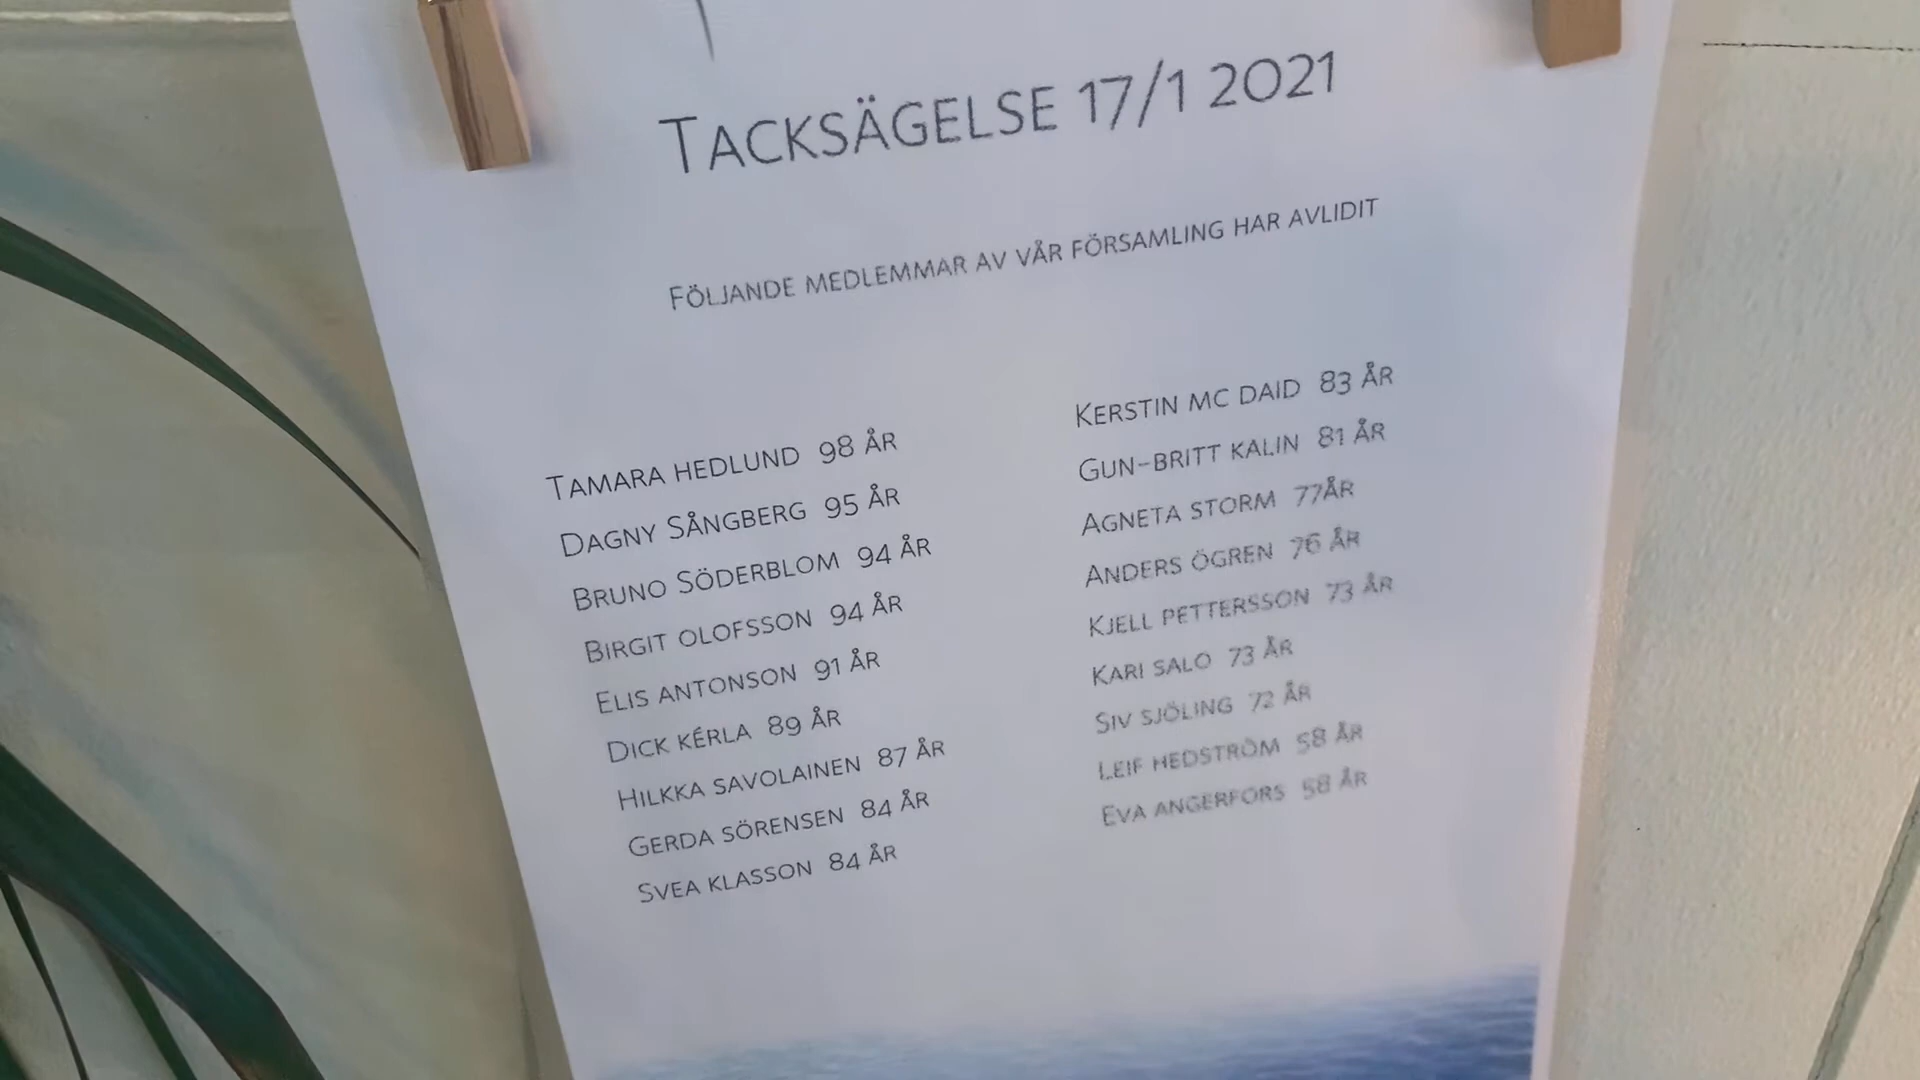 TACKSÄGELSE 17/1 2021
FÖLJANDE MEDLEMMAR AV VÅR FÖRSAMLING HAR AVLIDIT
TAMARA HEDLUND 98 ÅR
DAGNY SÅNGBERG 95 ÅR
BRUNO SÖDERBLOM 94 ÅR
BIRGIT OLOFSSON 94 ÅR
ELIS ANTONSON 91 ÅR
DICK KÉRLA 89 ÅR
HILKKA SAVOLAINEN 87 ÅR
GERDA SÖRENSEN 84 ÅR
SVEA KLASSON 84 ÅR
KERSTIN MC DAID 83 ÅR
GUN-BRITT KALIN 81 ÅR
AGNETA STORM 77ÅR
ANDERS ÖGREN 76 ÅR
KJELL PETTERSSON 73 ÅR
KARI SALO 73 ÅR
SIV SJÖLING 72 ÅR
LEIF HEDSTRÖM 58 ÅR
EVA ANGERFORS 58 ÅR